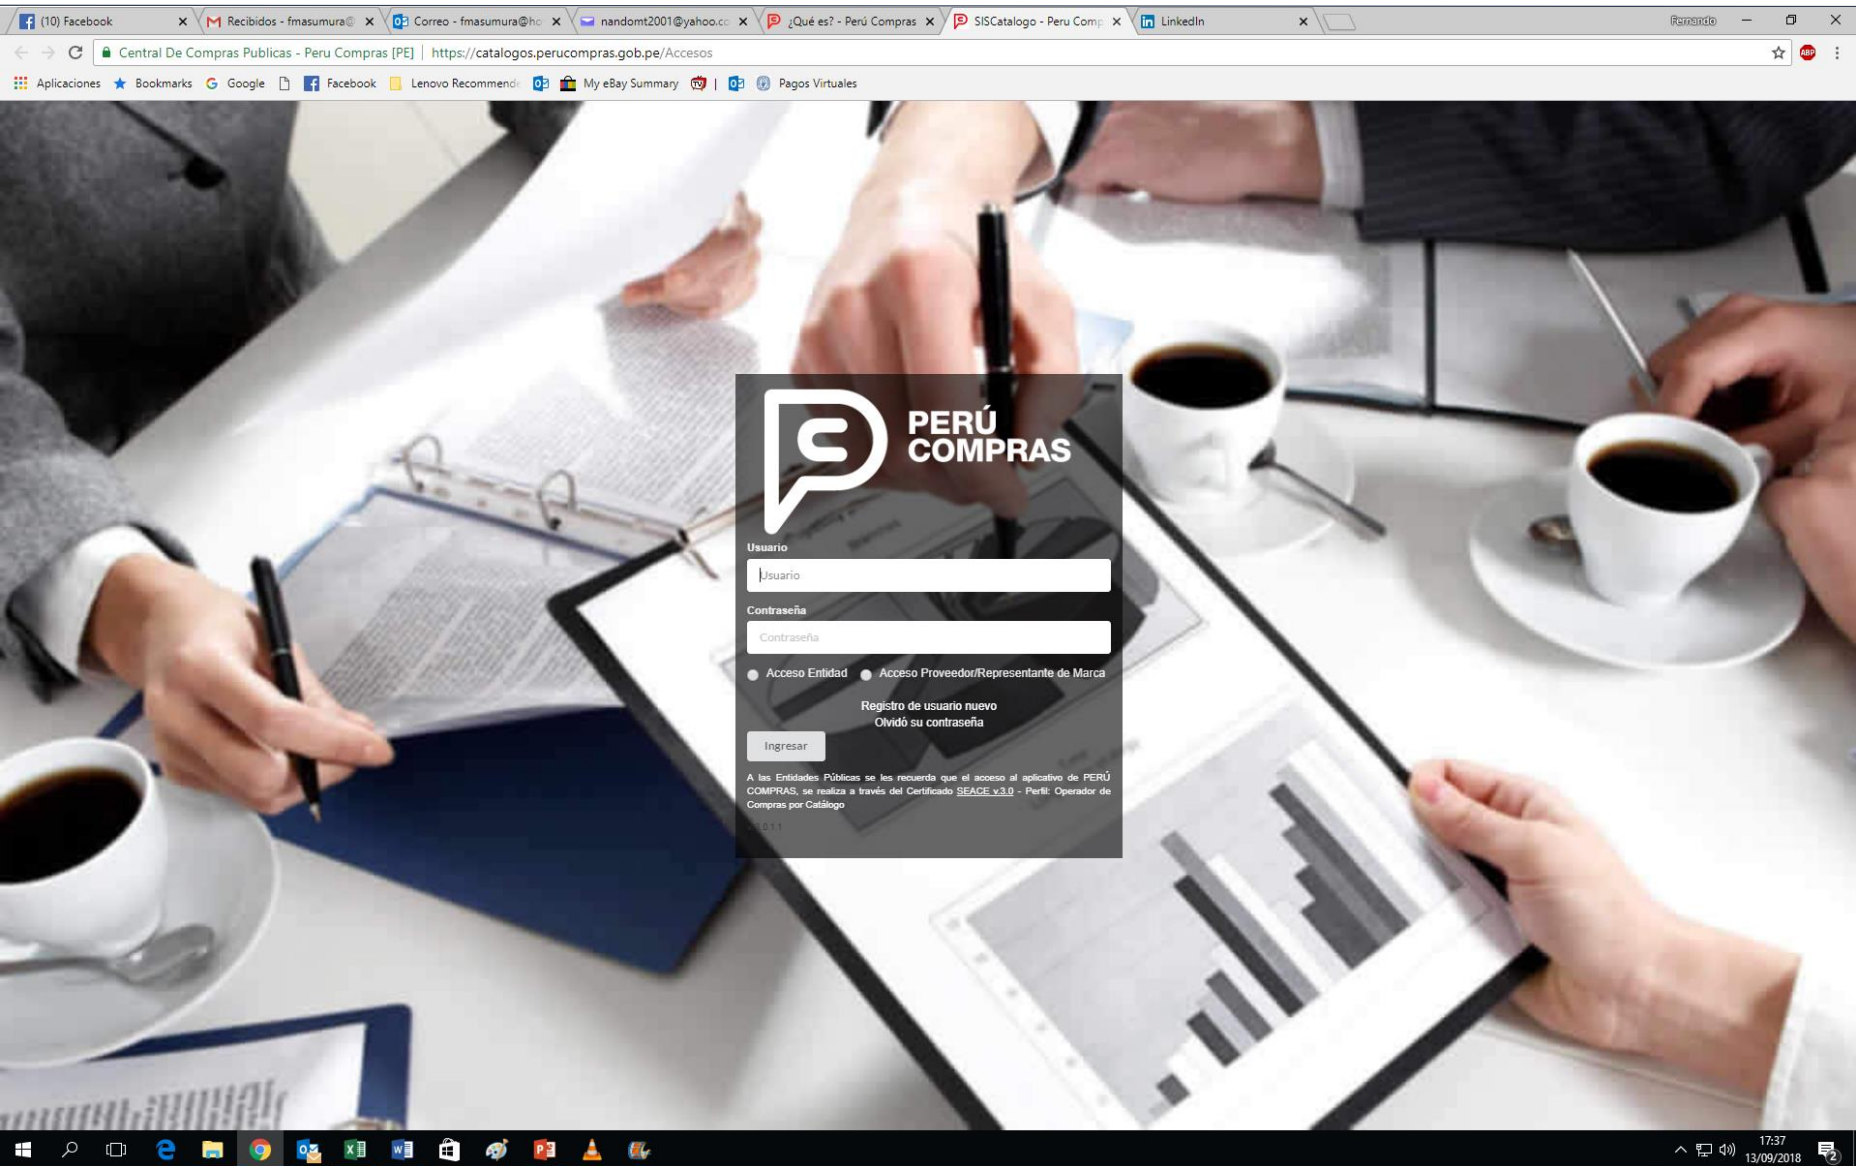 (10) Facebook
Recibidos - fmasumura@
Correo - fmasumura@ho
nandomt2001@yahoo.co
¿Qué es? - Perú Compras
SISCatalogo - Peru Comp
LinkedIn
Fernando
Central De Compras Publicas - Peru Compras [PE] | https://catalogos.perucompras.gob.pe/Accesos
ABP
Aplicaciones
Bookmarks
Google
Facebook
Lenovo Recommende
My eBay Summary
|
Pagos Virtuales
PERÚ
COMPRAS
Usuario
Usuario
Contraseña
Contraseña
Acceso Entidad
Acceso Proveedor/Representante de Marca
Registro de usuario nuevo
Olvidó su contraseña
Ingresar
A las Entidades Públicas se les recuerda que el acceso al aplicativo de PERÚ
COMPRAS, se realiza a través del Certificado SEACE v.3.0 - Perfil: Operador de
Compras por Catálogo
17:37
13/09/2018